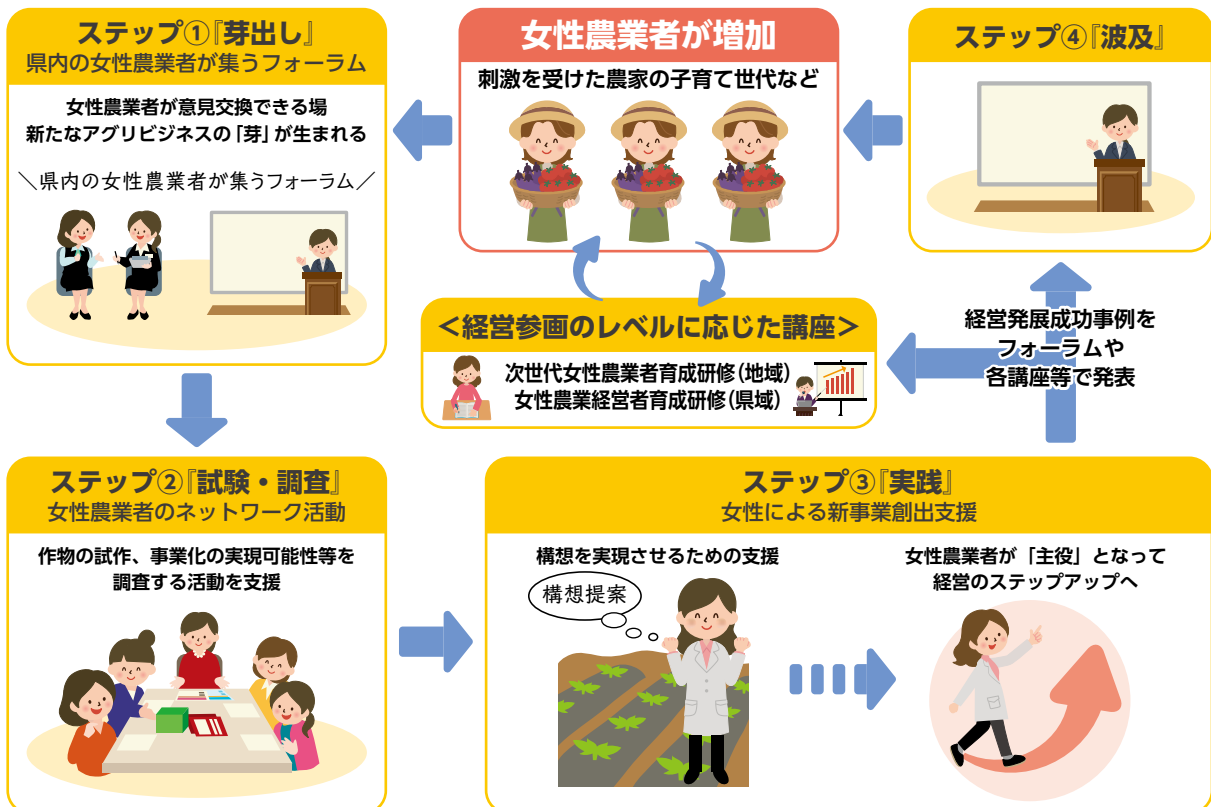 ステップ①『芽出し』
県内の女性農業者が集うフォーラム
女性農業者が意見交換できる場
新たなアグリビジネスの「芽」が生まれる
＼県内の女性農業者が集うフォーラム／
女性農業者が増加
刺激を受けた農家の子育て世代など
ステップ④『波及』
＜経営参画のレベルに応じた講座＞
次世代女性農業者育成研修（地域）
女性農業経営者育成研修（県域）
経営発展成功事例を
フォーラムや
各講座等で発表
ステップ②『試験・調査』
女性農業者のネットワーク活動
作物の試作、事業化の実現可能性等を
調査する活動を支援
ステップ③『実践』
女性による新事業創出支援
構想を実現させるための支援
構想提案
女性農業者が「主役」となって
経営のステップアップへ